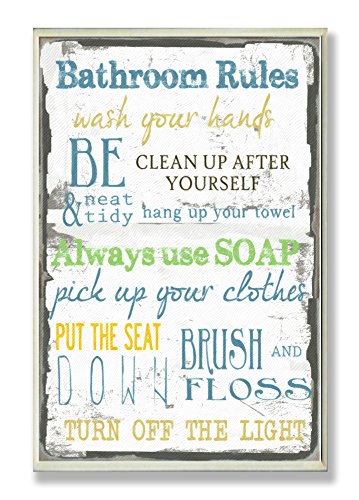 Bathroom Rules
wash your hands
BE neat & tidy
CLEAN UP AFTER
YOURSELF
hang up your towel
Always use SOAP
pick up your clothes
PUT THE SEAT
DOWN
BRUSH AND
FLOSS
TURN OFF THE LIGHT